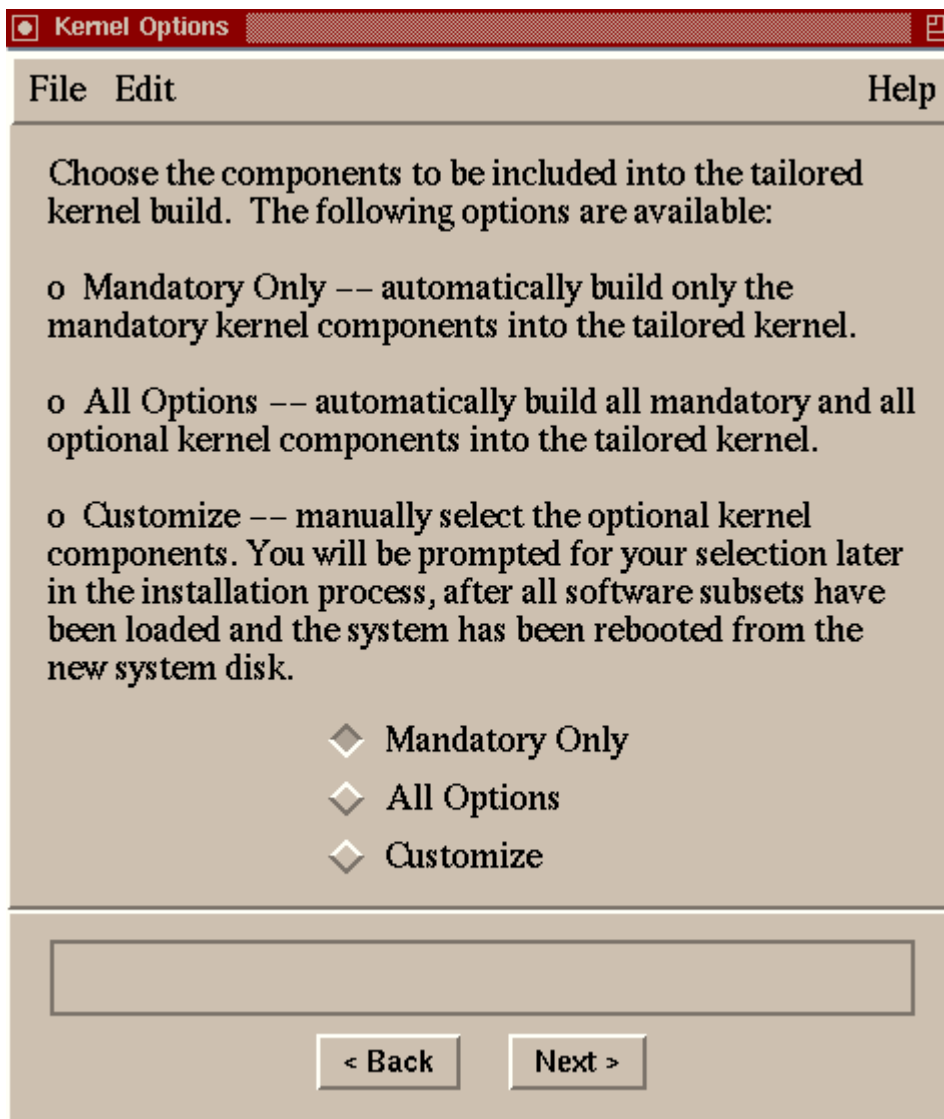 Kernel Options
File Edit Help
Choose the components to be included into the tailored
kernel build.  The following options are available:
o  Mandatory Only -- automatically build only the
mandatory kernel components into the tailored kernel.
o  All Options -- automatically build all mandatory and all
optional kernel components into the tailored kernel.
o  Customize -- manually select the optional kernel
components. You will be prompted for your selection later
in the installation process, after all software subsets have
been loaded and the system has been rebooted from the
new system disk.
Mandatory Only
All Options
Customize
< Back Next >